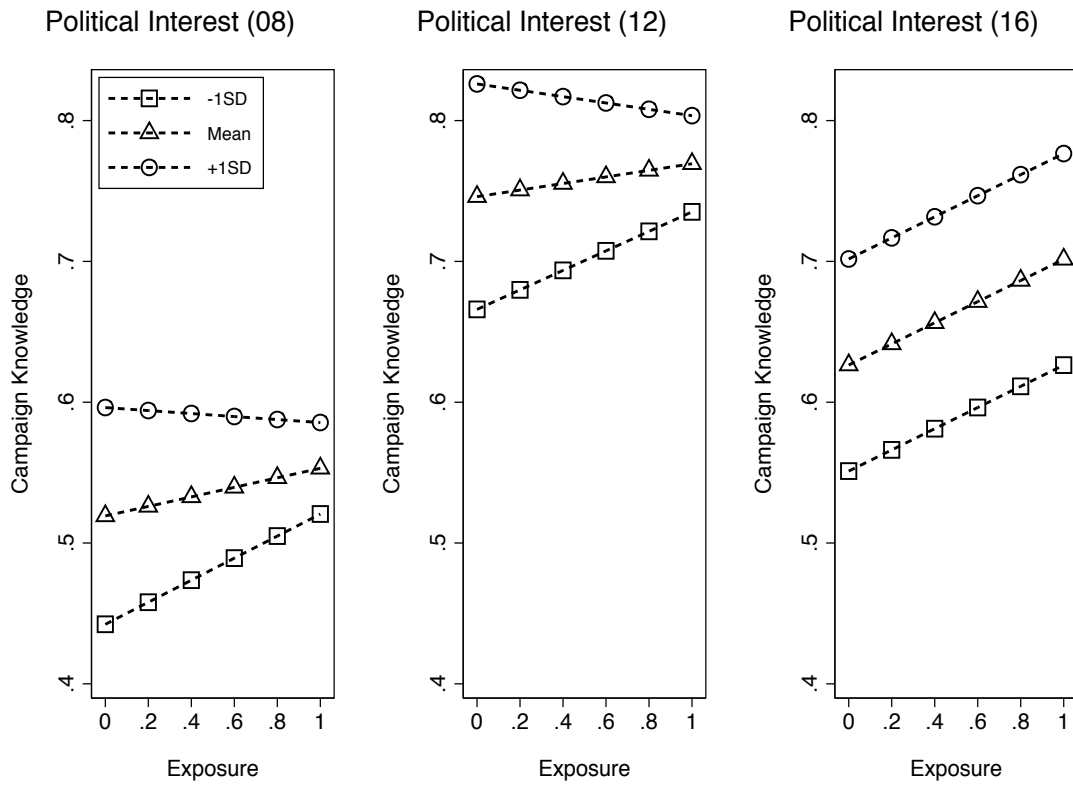 Political Interest (08)
Political Interest (12)
Political Interest (16)
-1SD
Mean
+1SD
Campaign Knowledge
.4 .5 .6 .7 .8
0 .2 .4 .6 .8 1
Exposure
Campaign Knowledge
.4 .5 .6 .7 .8
0 .2 .4 .6 .8 1
Exposure
Campaign Knowledge
.4 .5 .6 .7 .8
0 .2 .4 .6 .8 1
Exposure